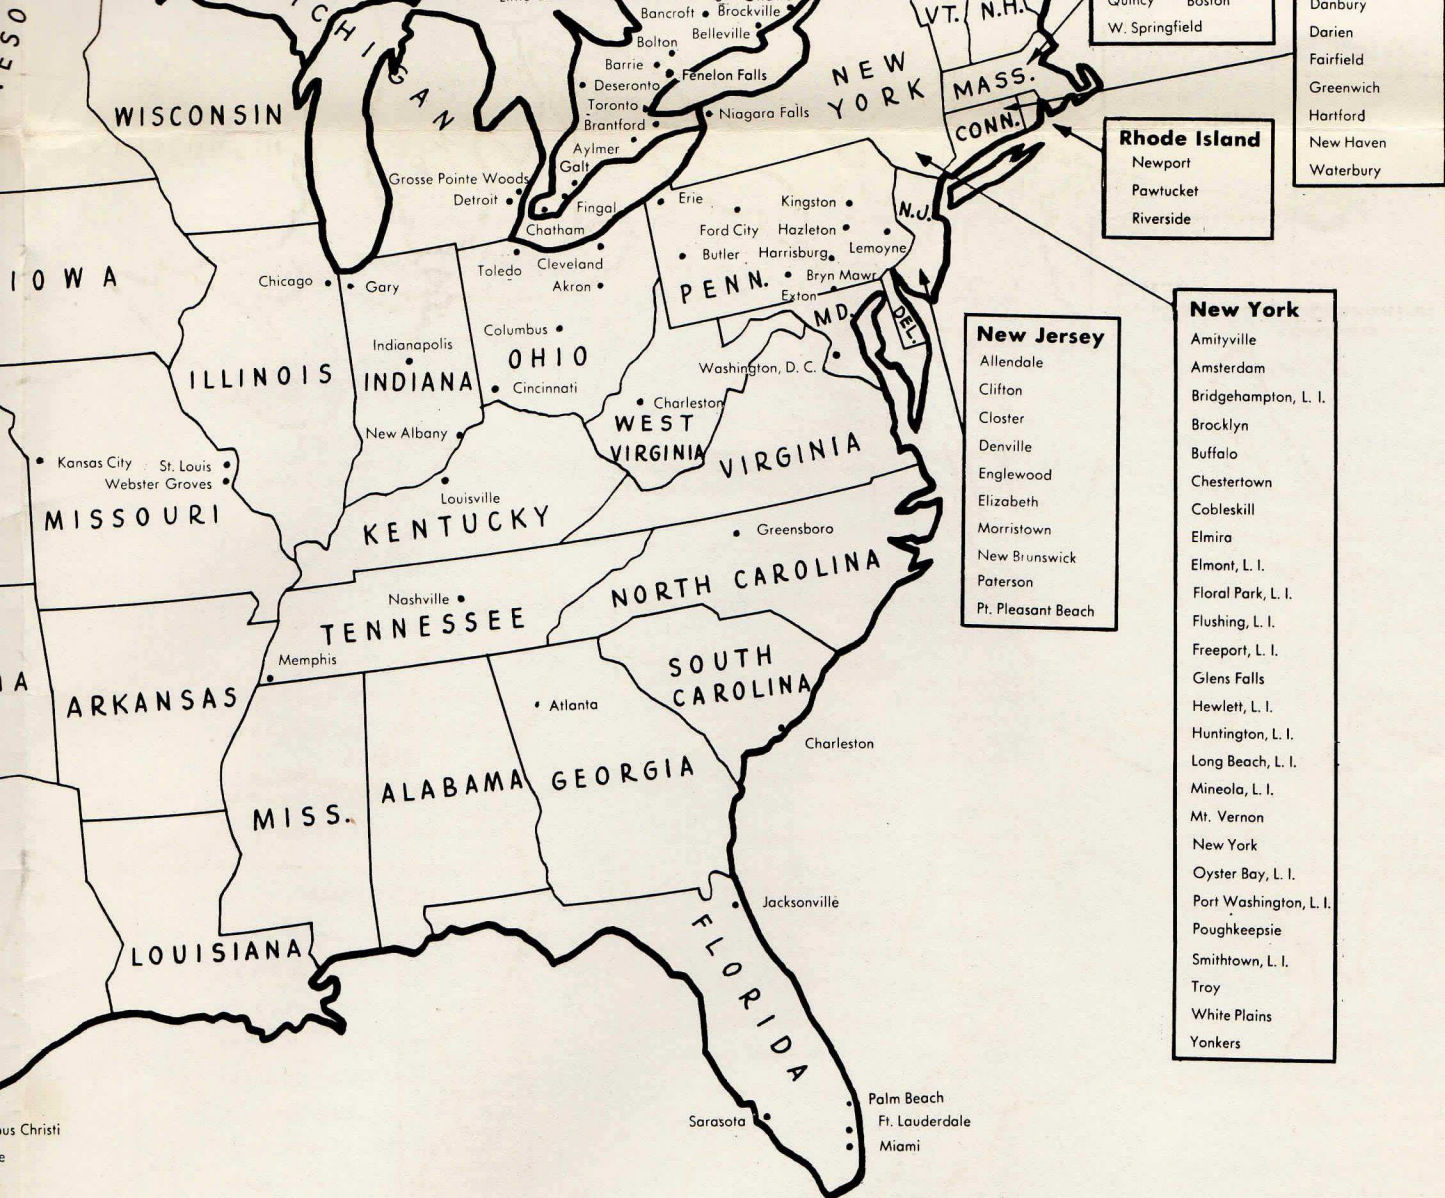 ESO
MICHIGAN
WISCONSIN
IOWA
ILLINOIS
INDIANA
OHIO
MISSOURI
KENTUCKY
TENNESSEE
ARKANSAS
MISS.
ALABAMA
GEORGIA
LOUISIANA
FLORIDA
SOUTH
CAROLINA
NORTH CAROLINA
VIRGINIA
WEST
VIRGINIA
PENN.
MD.
DEL.
N.J.
NEW
YORK
VT.
N.H.
MASS.
CONN.
A
Bancroft
Brockville
Belleville
Bolton
Barrie
Fenelon Falls
Deseronto
Toronto
Niagara Falls
Brantford
Aylmer
Galt
Grosse Pointe Woods
Detroit
Fingal
Chatham
Toledo
Cleveland
Akron
Columbus
Cincinnati
Chicago
Gary
Indianapolis
New Albany
Louisville
Kansas City
St. Louis
Webster Groves
Nashville
Memphis
Atlanta
Greensboro
Charleston
Charleston
Washington, D. C.
Erie
Kingston
Ford City
Hazleton
Butler
Harrisburg
Lemoyne
Bryn Mawr
Exton
Jacksonville
Sarasota
Palm Beach
Ft. Lauderdale
Miami
us Christi
e
Quincy Boston
W. Springfield
Danbury
Darien
Fairfield
Greenwich
Hartford
New Haven
Waterbury
Rhode Island
Newport
Pawtucket
Riverside
New Jersey
Allendale
Clifton
Closter
Denville
Englewood
Elizabeth
Morristown
New Brunswick
Paterson
Pt. Pleasant Beach
New York
Amityville
Amsterdam
Bridgehampton, L. I.
Brocklyn
Buffalo
Chestertown
Cobleskill
Elmira
Elmont, L. I.
Floral Park, L. I.
Flushing, L. I.
Freeport, L. I.
Glens Falls
Hewlett, L. I.
Huntington, L. I.
Long Beach, L. I.
Mineola, L. I.
Mt. Vernon
New York
Oyster Bay, L. I.
Port Washington, L. I.
Poughkeepsie
Smithtown, L. I.
Troy
White Plains
Yonkers